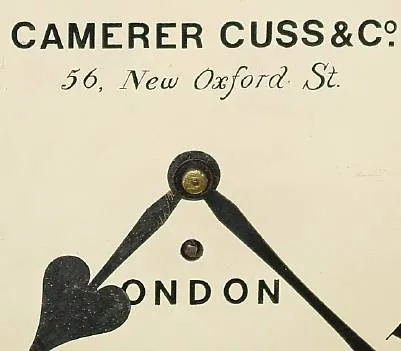 CAMERER CUSS & Cº.
56, New Oxford St.
ONDON